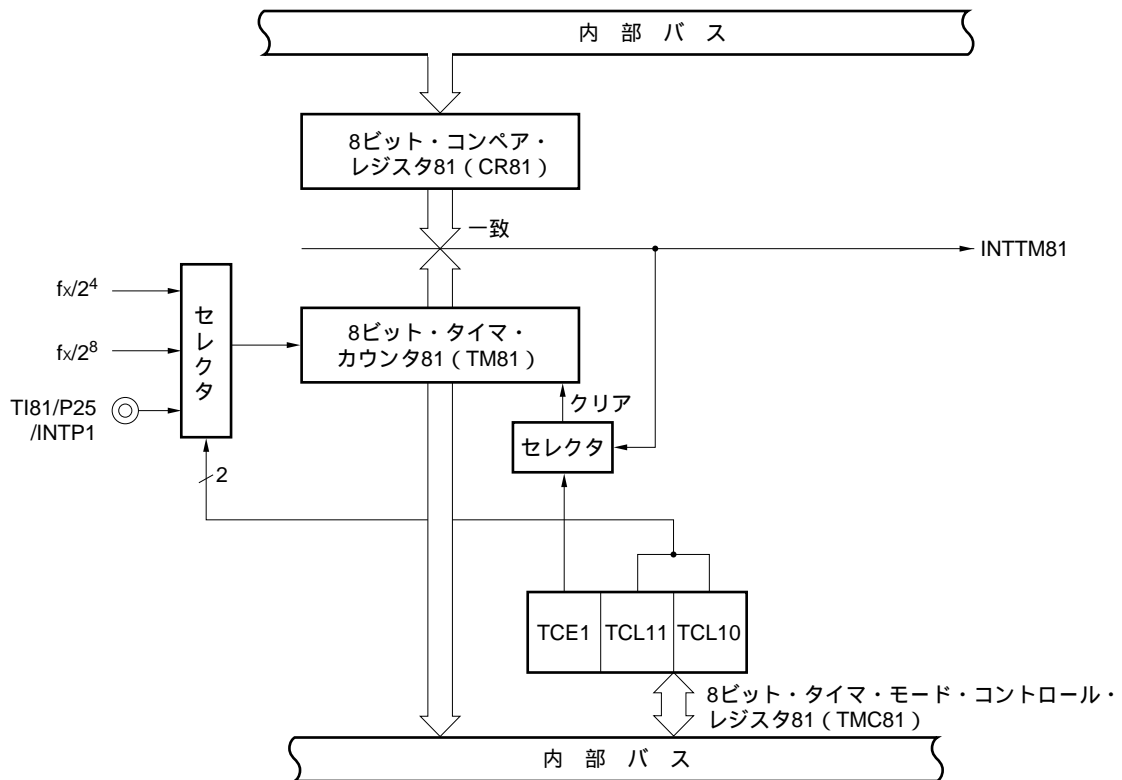 内 部 バ ス
8ビット・コンペア・
レジスタ81（CR81）
一致
INTTM81
fx/2⁴
fx/2⁸
TI81/P25
/INTP1
セレクタ
8ビット・タイマ・
カウンタ81（TM81）
クリア
セレクタ
2
TCE1 TCL11 TCL10
8ビット・タイマ・モード・コントロール・
レジスタ81（TMC81）
内 部 バ ス